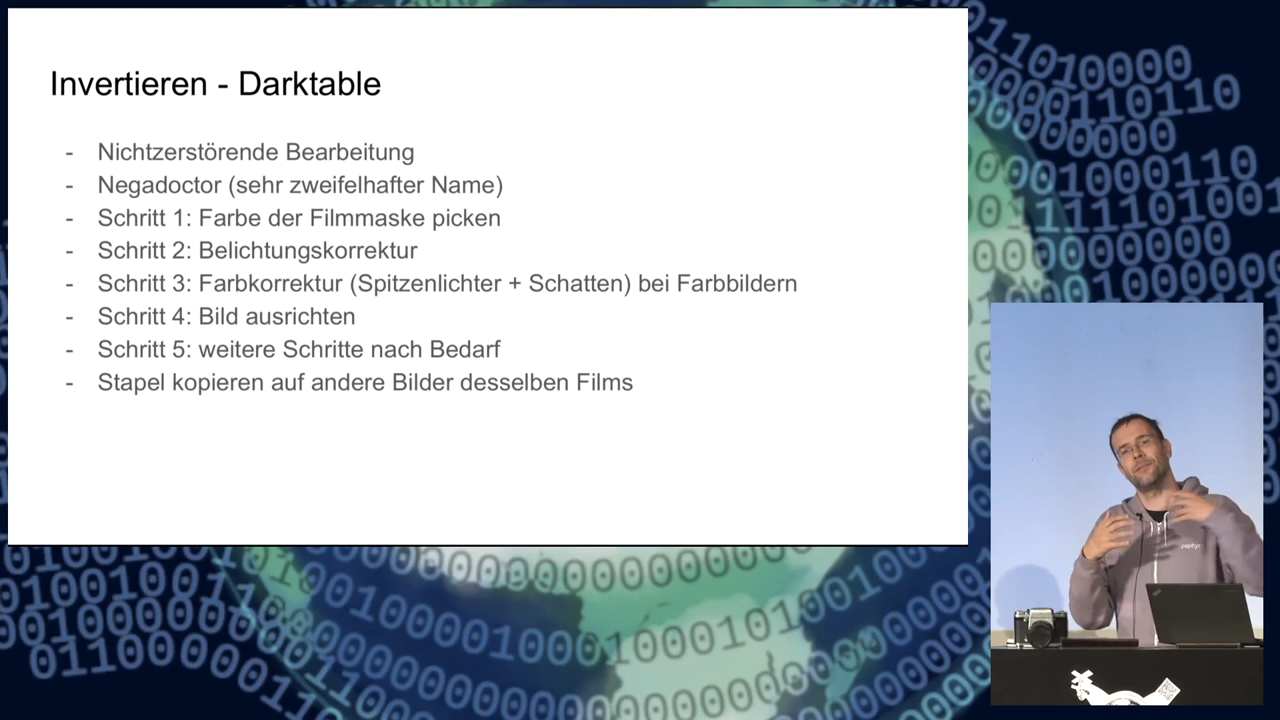 Invertieren - Darktable
- Nichtzerstörende Bearbeitung
- Negadoctor (sehr zweifelhafter Name)
- Schritt 1: Farbe der Filmmaske picken
- Schritt 2: Belichtungskorrektur
- Schritt 3: Farbkorrektur (Spitzenlichter + Schatten) bei Farbbildern
- Schritt 4: Bild ausrichten
- Schritt 5: weitere Schritte nach Bedarf
- Stapel kopieren auf andere Bilder desselben Films